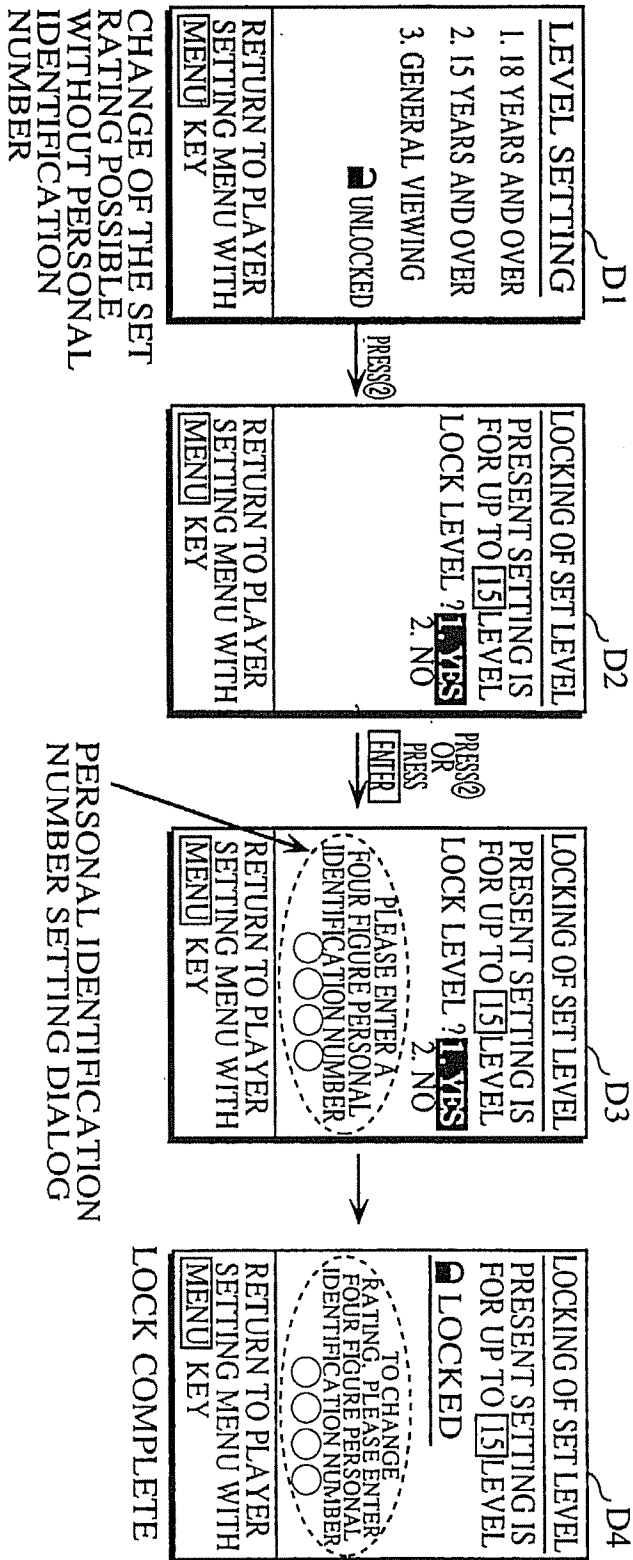 D1
LEVEL SETTING
1. 18 YEARS AND OVER
2. 15 YEARS AND OVER
3. GENERAL VIEWING
UNLOCKED
RETURN TO PLAYER
SETTING MENU WITH
MENU KEY
CHANGE OF THE SET
RATING POSSIBLE
WITHOUT PERSONAL
IDENTIFICATION
NUMBER
PRESS②
D2
LOCKING OF SET LEVEL
PRESENT SETTING IS
FOR UP TO 15 LEVEL
LOCK LEVEL ? 1. YES
2. NO
RETURN TO PLAYER
SETTING MENU WITH
MENU KEY
PRESS②
OR
PRESS
ENTER
D3
LOCKING OF SET LEVEL
PRESENT SETTING IS
FOR UP TO 15 LEVEL
LOCK LEVEL ? 1. YES
2. NO
PLEASE ENTER A
FOUR FIGURE PERSONAL
IDENTIFICATION NUMBER
RETURN TO PLAYER
SETTING MENU WITH
MENU KEY
PERSONAL IDENTIFICATION
NUMBER SETTING DIALOG
D4
LOCKING OF SET LEVEL
PRESENT SETTING IS
FOR UP TO 15 LEVEL
LOCKED
TO CHANGE
RATING, PLEASE ENTER
FOUR FIGURE PERSONAL
IDENTIFICATION NUMBER
RETURN TO PLAYER
SETTING MENU WITH
MENU KEY
LOCK COMPLETE